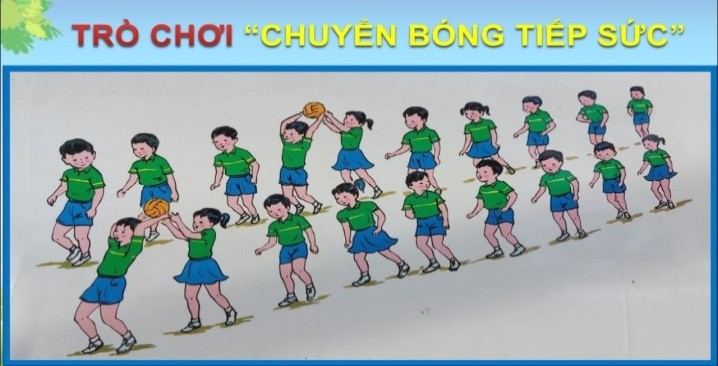 TRÒ CHƠI “CHUYỀN BÓNG TIẾP SỨC”